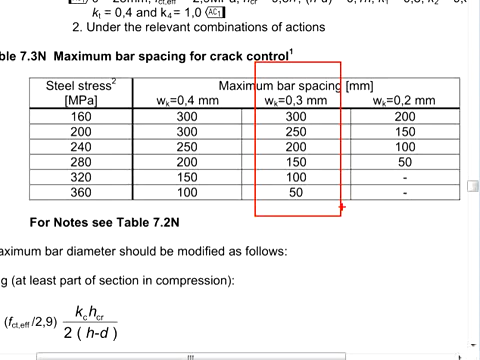 k₁ = 0,4 and k₄ = 1,0 ⟨AC₁]
2. Under the relevant combinations of actions
ble 7.3N Maximum bar spacing for crack control¹
Steel stress² [MPa] Maximum bar spacing [mm]
wₖ=0,4 mm wₖ=0,3 mm wₖ=0,2 mm
160 300 300 200
200 300 250 150
240 250 200 100
280 200 150 50
320 150 100 -
360 100 50 -
For Notes see Table 7.2N
aximum bar diameter should be modified as follows:
g (at least part of section in compression):
(f_ct,eff/2,9) k_c h_cr
2 ( h-d )